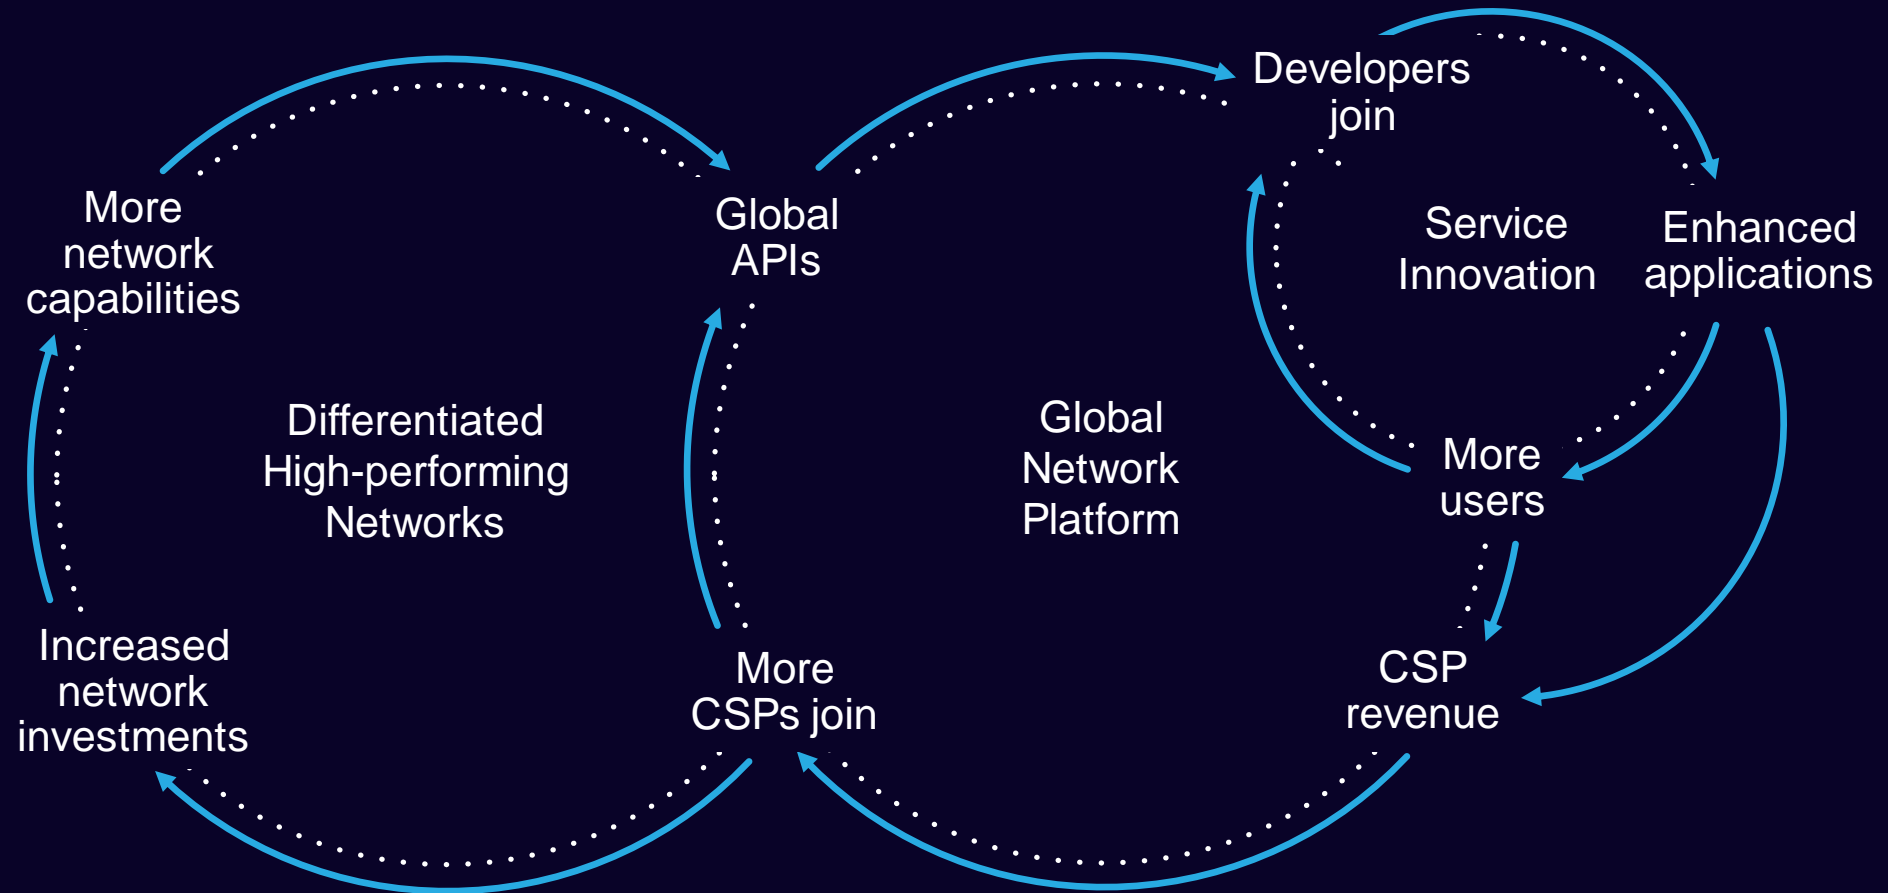 Developers
join
More
network
capabilities
Global
APIs
Service
Innovation
Enhanced
applications
Differentiated
High-performing
Networks
Global
Network
Platform
More
users
Increased
network
investments
More
CSPs join
CSP
revenue